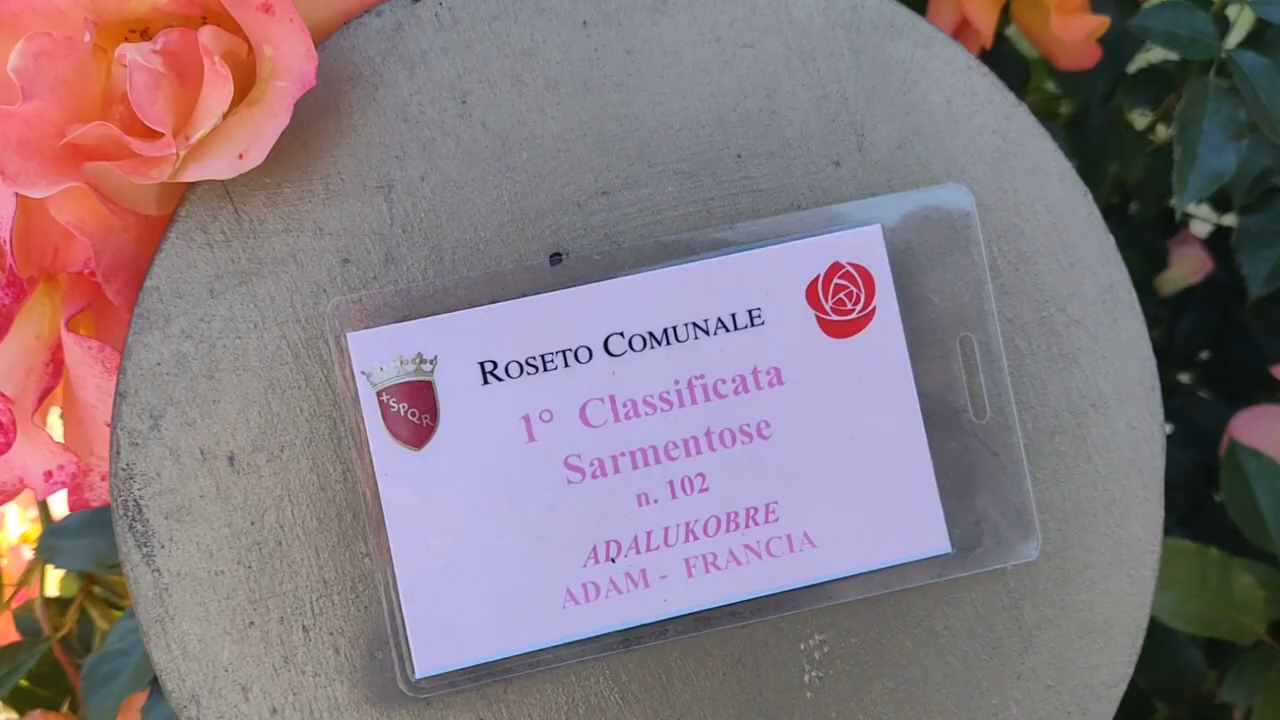 ROSETO COMUNALE
+SPQR
1° Classificata
Sarmentose
n. 102
ADALUKOBRE
ADAM - FRANCIA